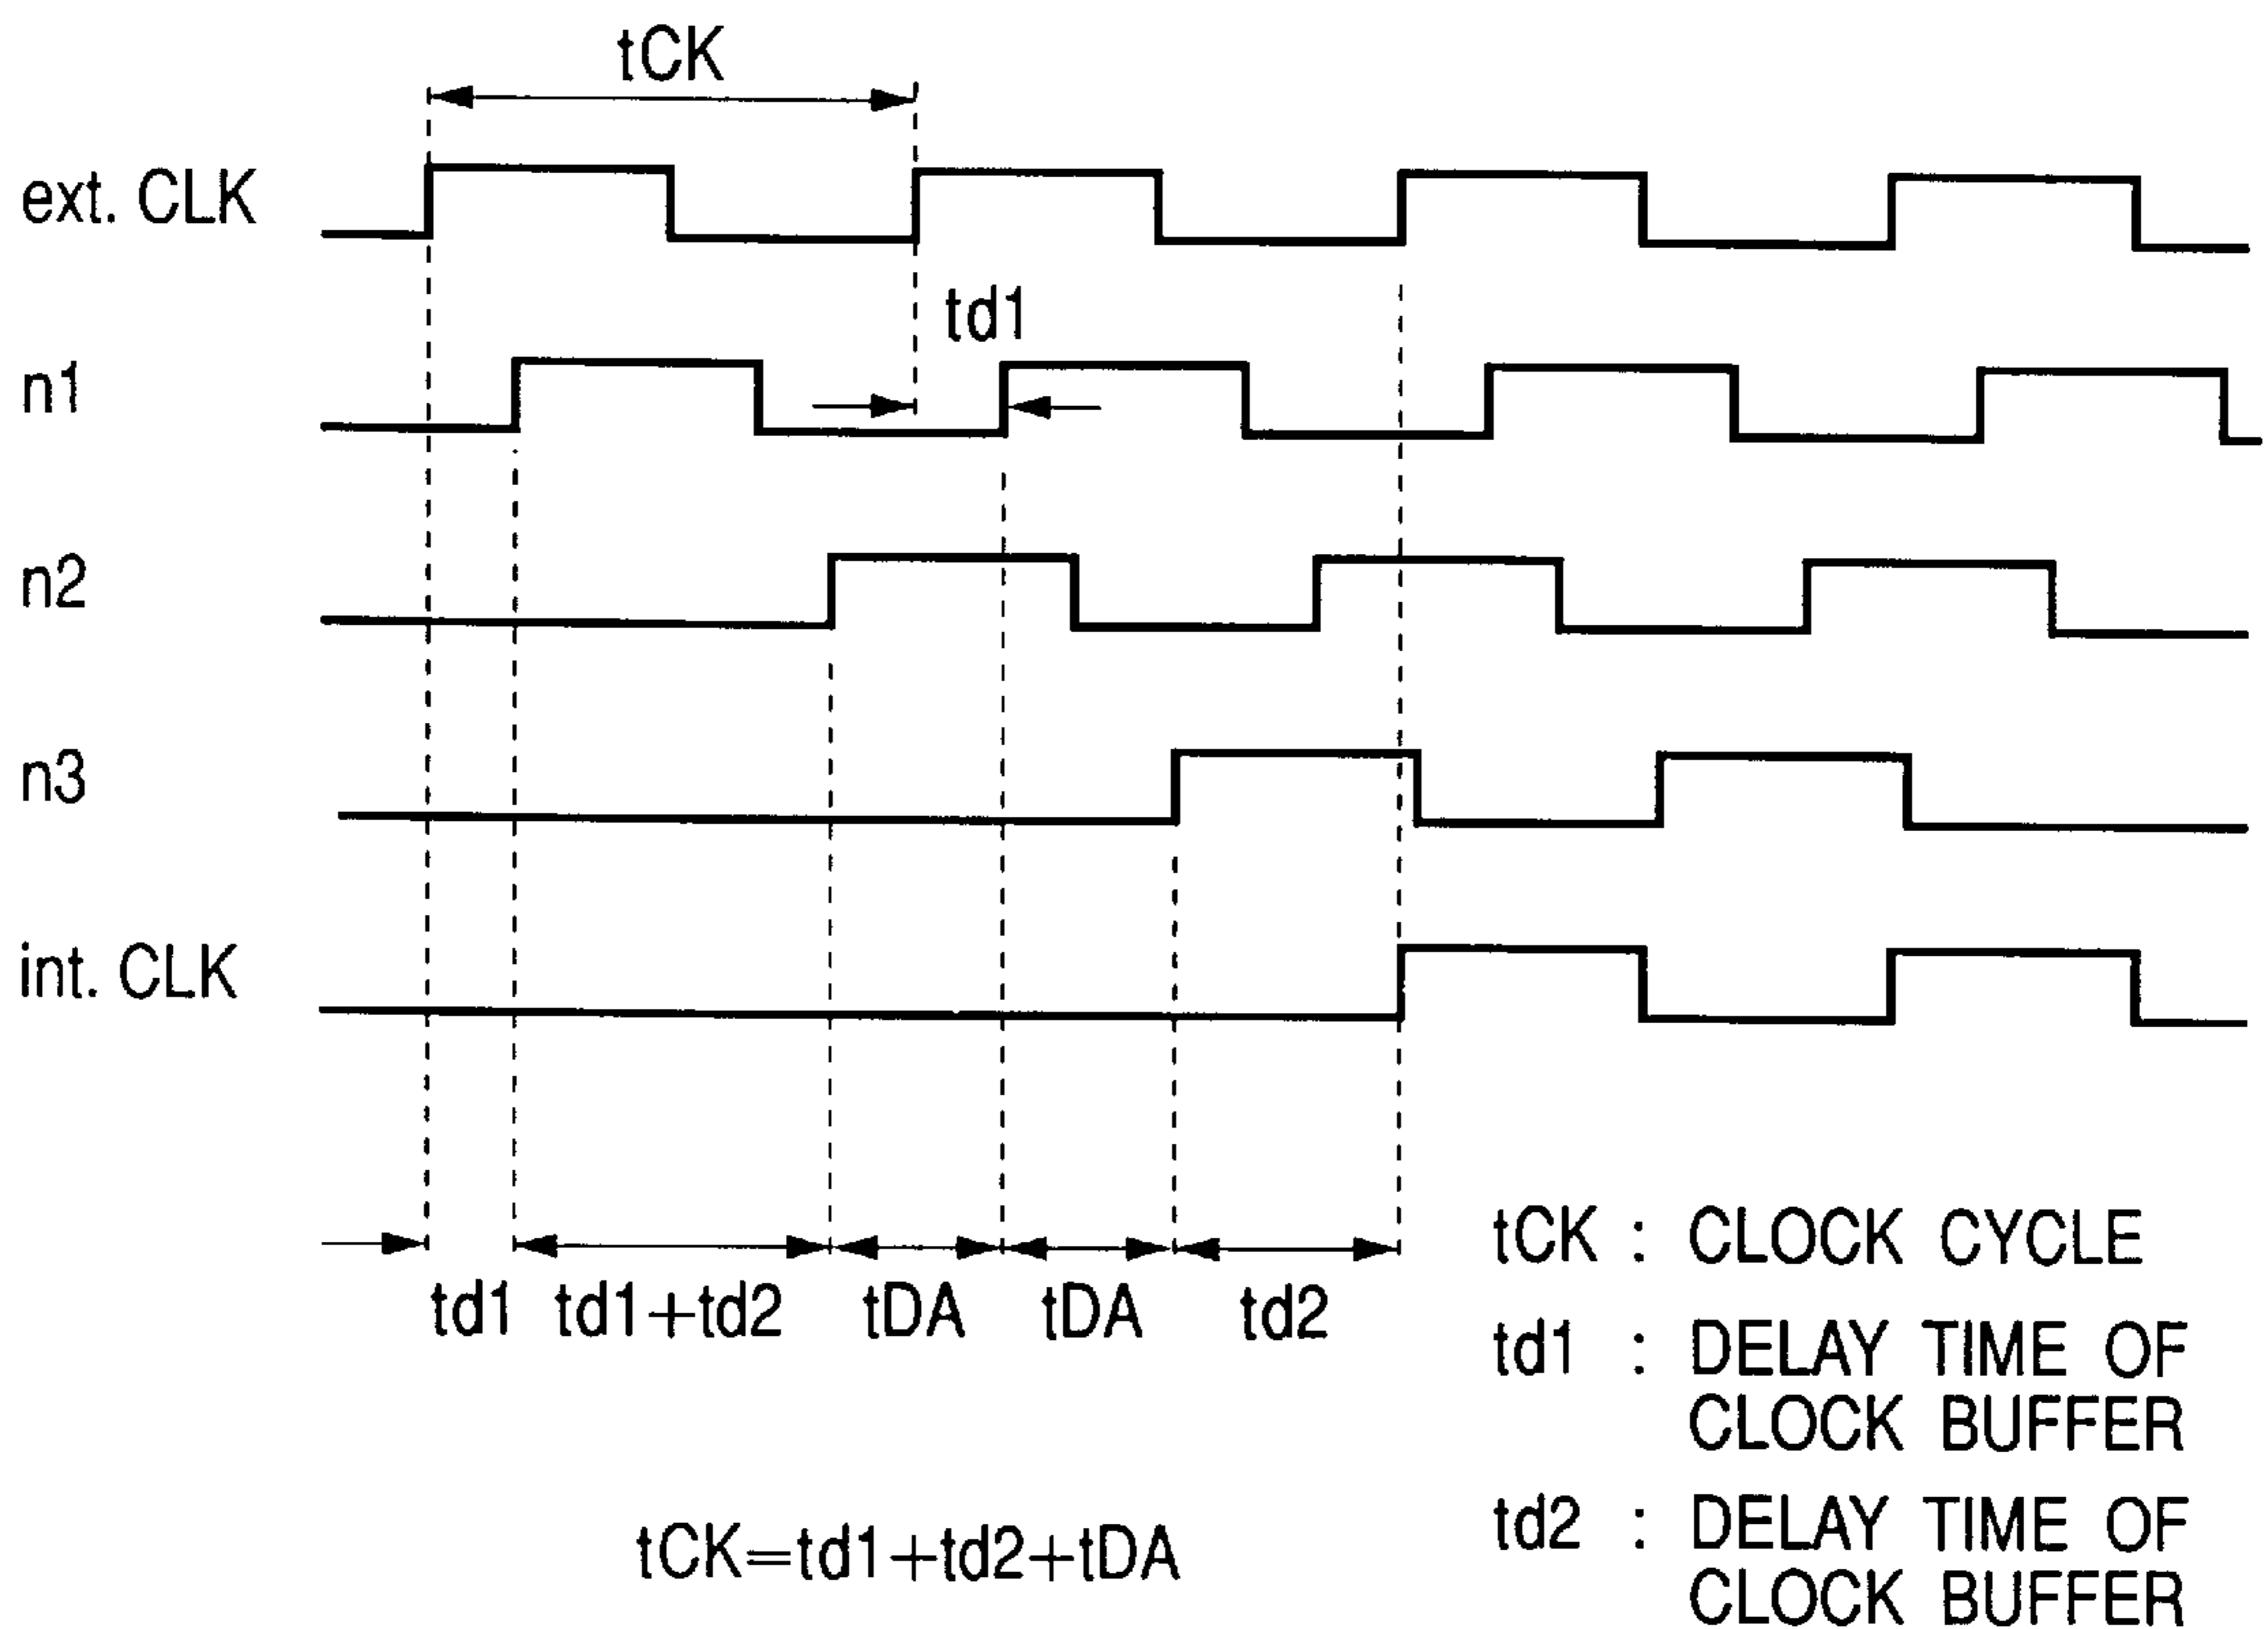 tCK
ext. CLK
td1
n1
n2
n3
int. CLK
td1 td1+td2 tDA tDA td2
tCK : CLOCK CYCLE
td1 : DELAY TIME OF
CLOCK BUFFER
td2 : DELAY TIME OF
CLOCK BUFFER
tCK=td1+td2+tDA